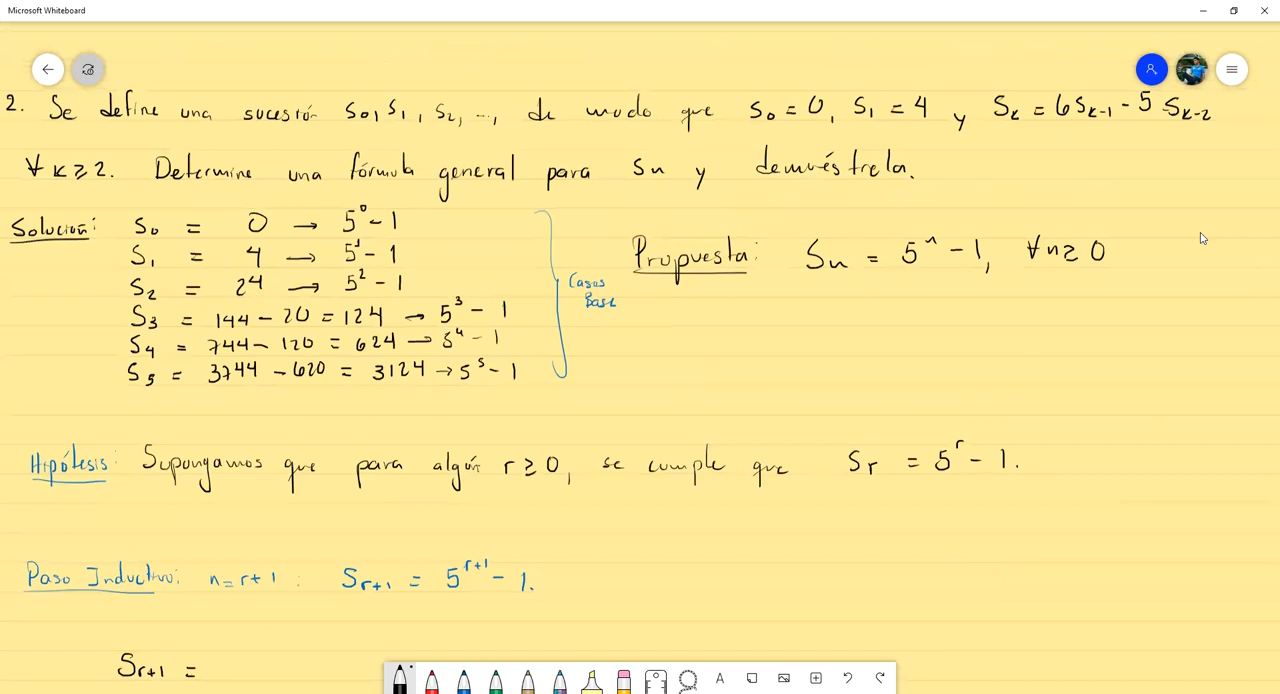 Microsoft Whiteboard
2. Se define una sucesión S₀, S₁, S₂, ..., de modo que S₀ = 0, S₁ = 4 y Sₖ = 6Sₖ₋₁ - 5 Sₖ₋₂
∀ k ≥ 2. Determine una fórmula general para Sn y demuéstrela.
Solución: S₀ = 0 → 5⁰ - 1
S₁ = 4 → 5¹ - 1
S₂ = 24 → 5² - 1
S₃ = 144 - 20 = 124 → 5³ - 1
S₄ = 744 - 120 = 624 → 5⁴ - 1
S₅ = 3744 - 620 = 3124 → 5⁵ - 1
Casos
Base
Propuesta: Sn = 5ⁿ - 1, ∀n ≥ 0
Hipótesis: Supongamos que para algún r ≥ 0, se cumple que Sr = 5ʳ - 1.
Paso Inductivo: n = r + 1 : Sr+1 = 5ʳ⁺¹ - 1.
Sr+1 =
A